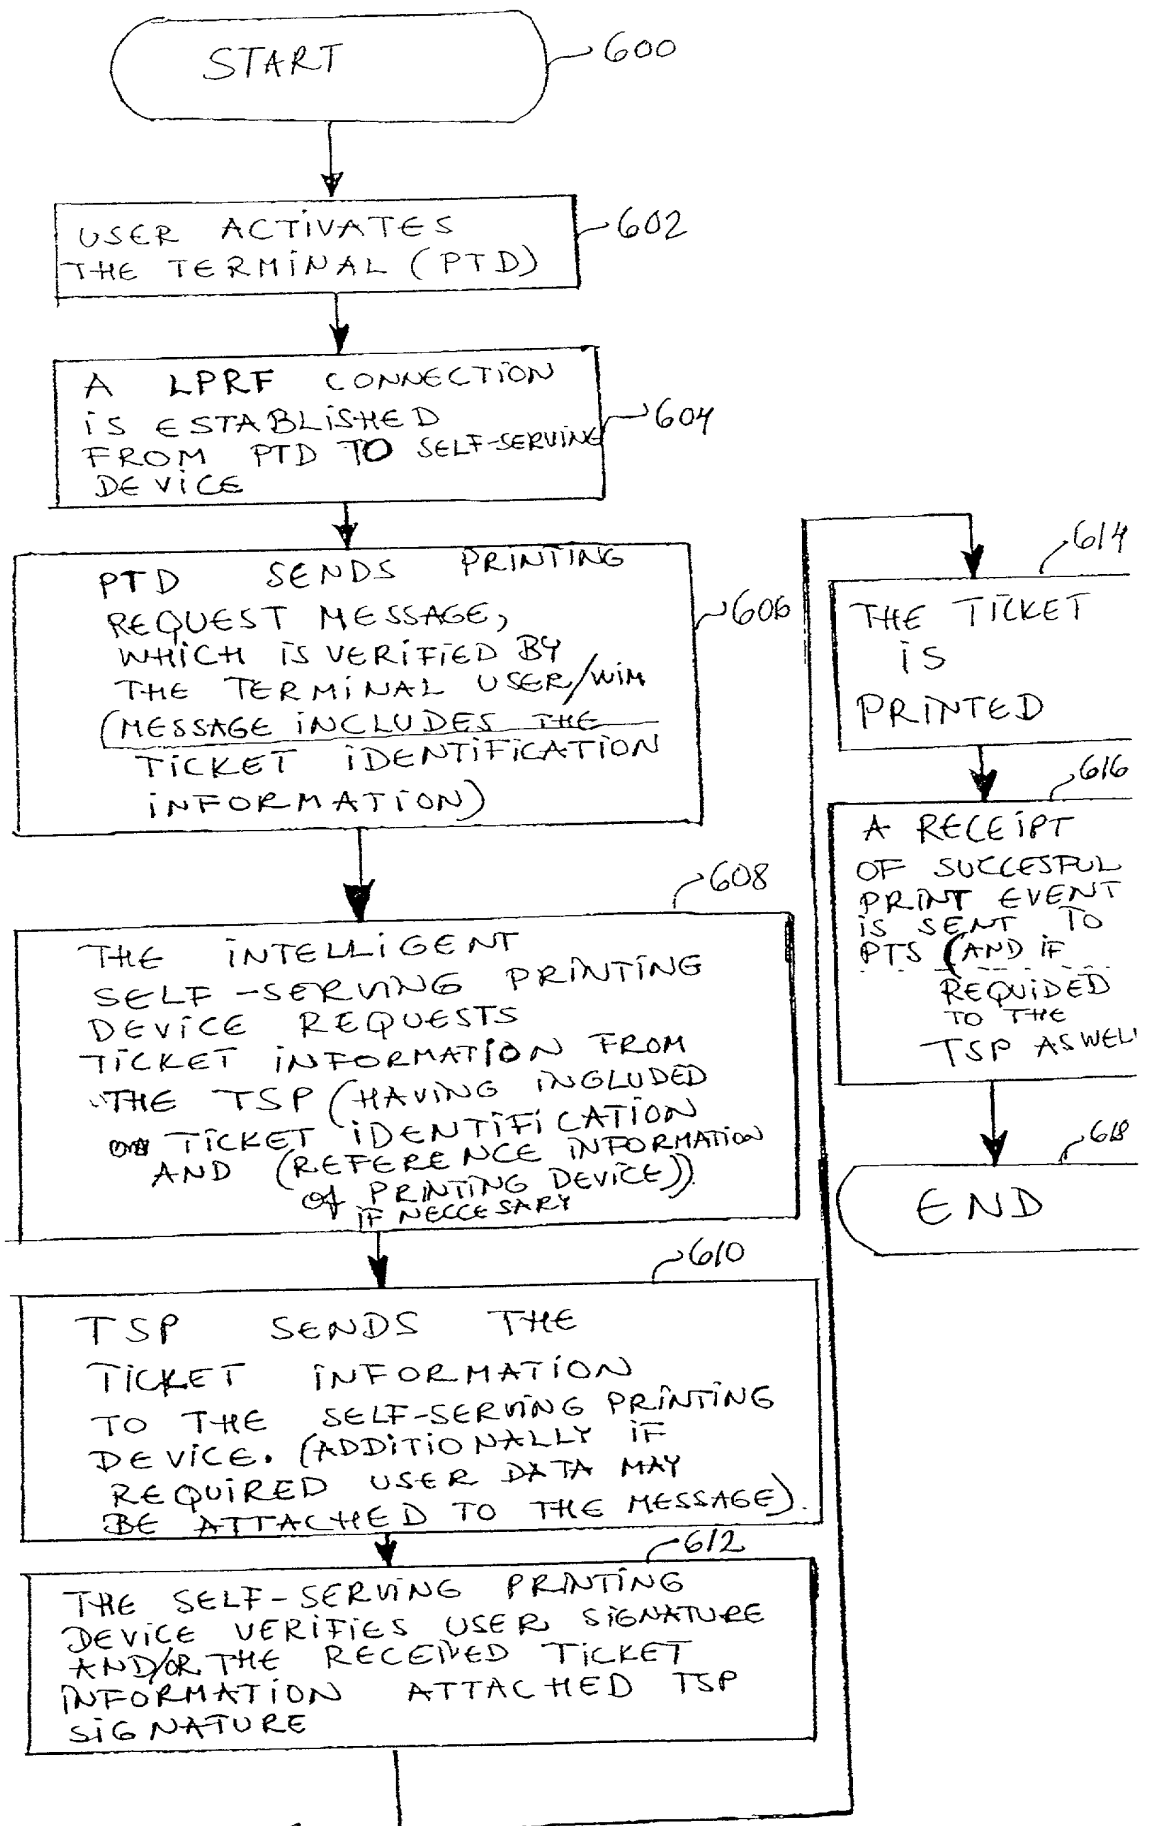 START
600
USER ACTIVATES
THE TERMINAL (PTD)
602
A LPRF CONNECTION
IS ESTABLISHED
FROM PTD TO SELF-SERVING
DEVICE
604
PTD SENDS PRINTING
REQUEST MESSAGE,
WHICH IS VERIFIED BY
THE TERMINAL USER/WIM
(MESSAGE INCLUDES THE
TICKET IDENTIFICATION
INFORMATION)
606
608
THE INTELLIGENT
SELF-SERVING PRINTING
DEVICE REQUESTS
TICKET INFORMATION FROM
THE TSP (HAVING INGLUDED
TICKET IDENTIFICATION
AND (REFERENCE INFORMATION
of PRINTING DEVICE))
IF NECCESARY
610
TSP SENDS THE
TICKET INFORMATION
TO THE SELF-SERVING PRINTING
DEVICE. (ADDITIONALLY IF
REQUIRED USER DATA MAY
BE ATTACHED TO THE MESSAGE).
612
THE SELF-SERVING PRINTING
DEVICE VERIFIES USER SIGNATURE
AND/OR THE RECEIVED TICKET
INFORMATION ATTACHED TSP
SIGNATURE
614
THE TICKET
IS
PRINTED
616
A RECEIPT
OF SUCCESFUL
PRINT EVENT
IS SENT TO
PTS (AND IF
REQUIDED
TO THE
TSP AS WELL
618
END